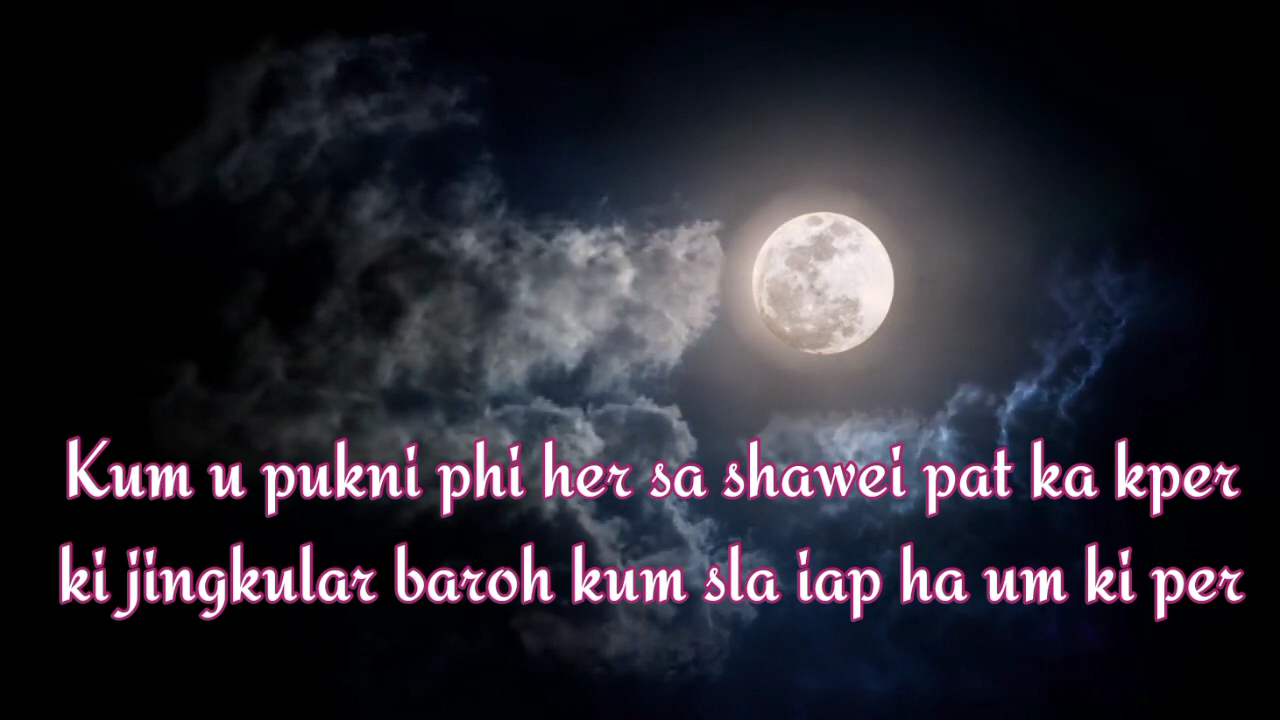 Kum u pukni phi her sa shawei pat ka kper
ki jingkular baroh kum sla iap ha um ki per